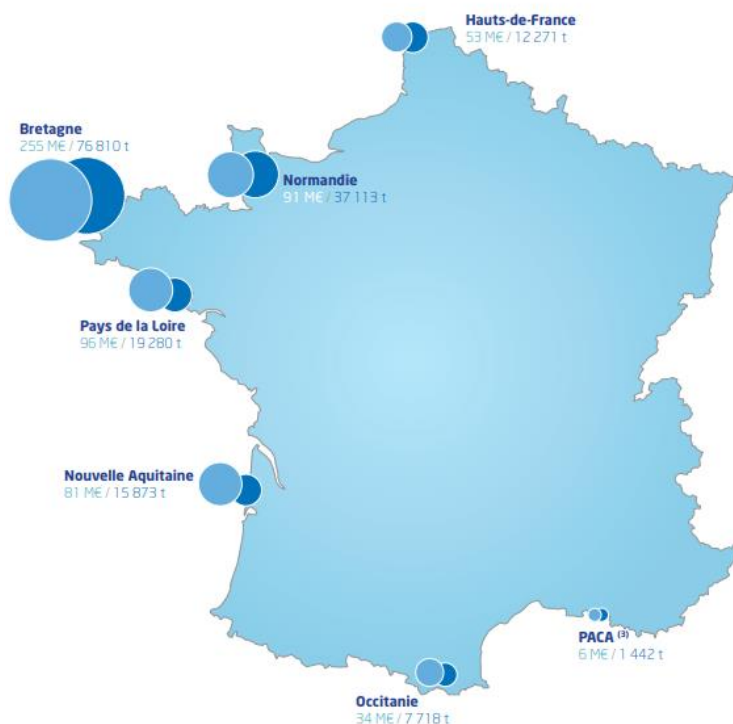 Hauts-de-France
53 M€ / 12 271 t
Bretagne
255 M€ / 76 810 t
Normandie
91 M€ / 37 113 t
Pays de la Loire
96 M€ / 19 280 t
Nouvelle Aquitaine
81 M€ / 15 873 t
PACA (3)
6 M€ / 1 442 t
Occitanie
34 M€ / 7 718 t